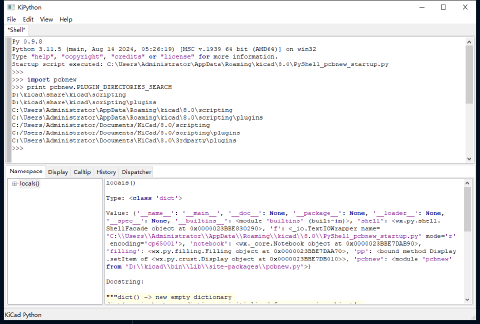 KiPython
File Edit View Help
"Shell"
Py 0.9.8
Python 3.11.5 (main, Aug 14 2024, 05:26:19) [MSC v.1939 64 bit (AMD64)] on win32
Type "help", "copyright", "credits" or "license" for more information.
Startup script executed: C:\Users\Administrator\AppData\Roaming\kicad\8.0\PyShell_pcbnew_startup.py
>>>
>>> import pcbnew
>>> print pcbnew.PLUGIN_DIRECTORIES_SEARCH
D:\kicad\share\kicad\scripting
D:\kicad\share\kicad\scripting\plugins
C:\Users\Administrator\AppData\Roaming\kicad\8.0\scripting
C:\Users\Administrator\AppData\Roaming\kicad\8.0\scripting\plugins
C:\Users\Administrator/Documents/KiCad/8.0/scripting
C:\Users\Administrator/Documents/KiCad/8.0/scripting\plugins
C:\Users\Administrator/Documents/KiCad/8.0\3rdparty\plugins
>>>
Namespace Display Calltip History Dispatcher
locals()
locals()
Type: <class 'dict'>
Value: {'__name__': '__main__', '__doc__': None, '__package__': None, '__loader__': None,
'__spec__': None, '__builtins__': <module 'builtins' (built-in)>, 'shell': <wx.py.shell.
ShellFacade object at 0x0000023BBE830290>, 'f': <_io.TextIOWrapper name=
'C:\\Users\\Administrator\\AppData\\Roaming\\kicad\\8.0\\PyShell_pcbnew_startup.py' mode='r'
encoding='cp65001'>, 'notebook': <wx._core.Notebook object at 0x0000023BBE7DAB90>,
'filling': <wx.py.filling.Filling object at 0x0000023BBE7DAA70>, 'pp': <bound method Display
.setItem of <wx.py.crust.Display object at 0x0000023BBE7DB010>>, 'pcbnew': <module 'pcbnew'
from 'D:\\kicad\\bin\\Lib\\site-packages\\pcbnew.py'>}
Docstring:
"""dict() -> new empty dictionary
KiCad Python